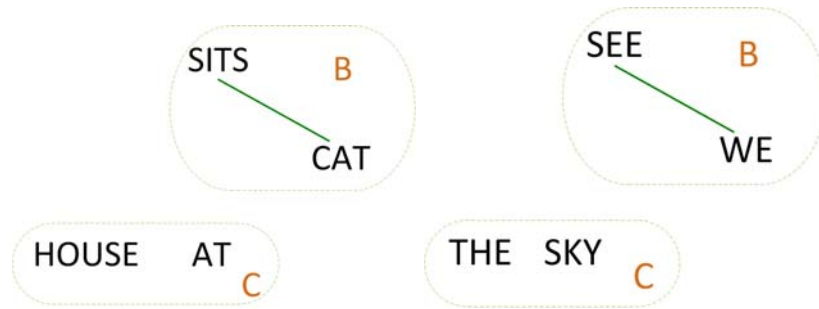 SITS B
CAT
SEE B
WE
HOUSE AT C
THE SKY C